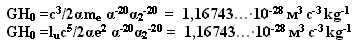 GH₀ =c³/2αmₑ α⁻²⁰α₂⁻²⁰ = 1,16743…·10⁻²⁸ м³ c⁻³ kg⁻¹
GH₀ =lᵤc⁵/2αe² α⁻²⁰α₂⁻²⁰ = 1,16743…·10⁻²⁸ м³ c⁻³ kg⁻¹